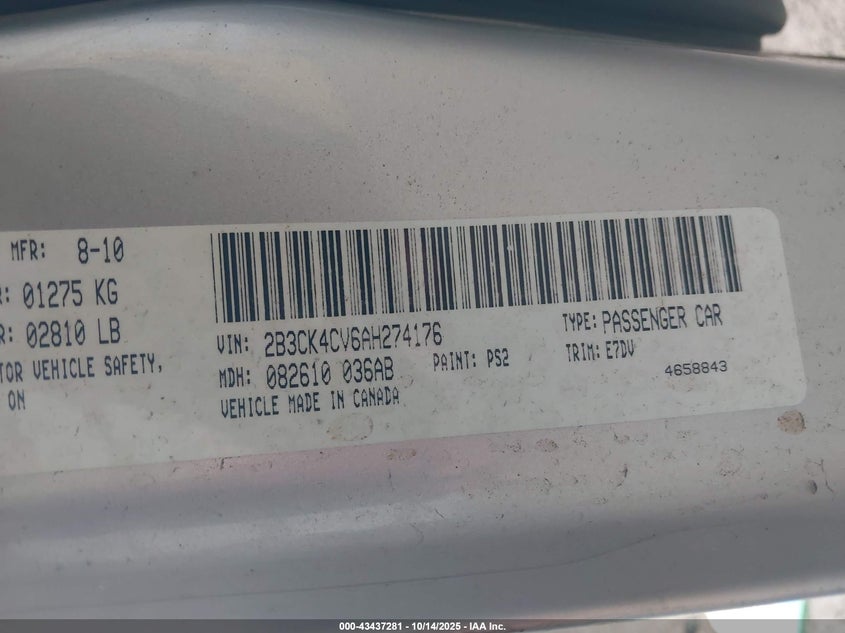 MFR: 8-10
R: 01275 KG
R: 02810 LB
TOR VEHICLE SAFETY,
ON
VIN: 2B3CK4CV6AH274176
TYPE: PASSENGER CAR
MDH: 082610 036AB
PAINT: PS2
TRIM: E7DV
VEHICLE MADE IN CANADA
4658843
000-43437281 - 10/14/2025 - IAA Inc.